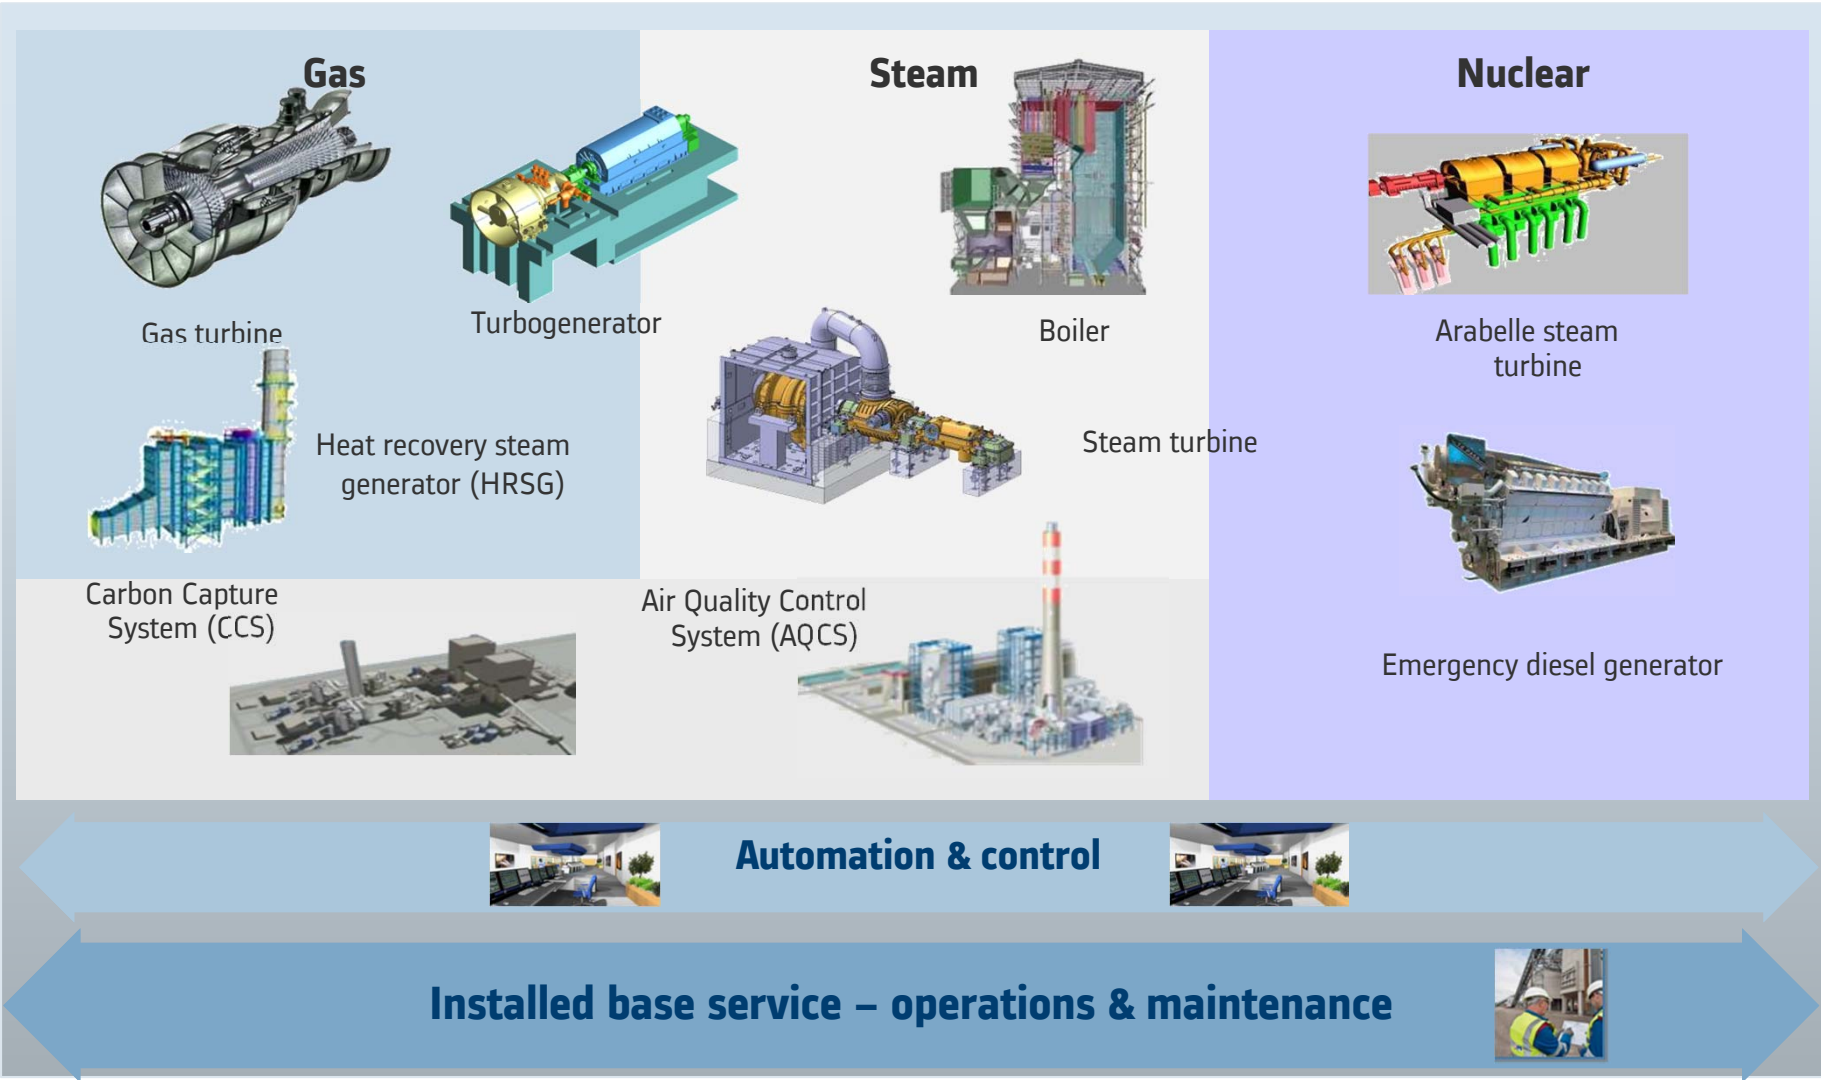 Gas
Steam
Nuclear
Gas turbine
Turbogenerator
Boiler
Arabelle steam
turbine
Heat recovery steam
generator (HRSG)
Steam turbine
Carbon Capture
System (CCS)
Air Quality Control
System (AQCS)
Emergency diesel generator
Automation & control
Installed base service – operations & maintenance